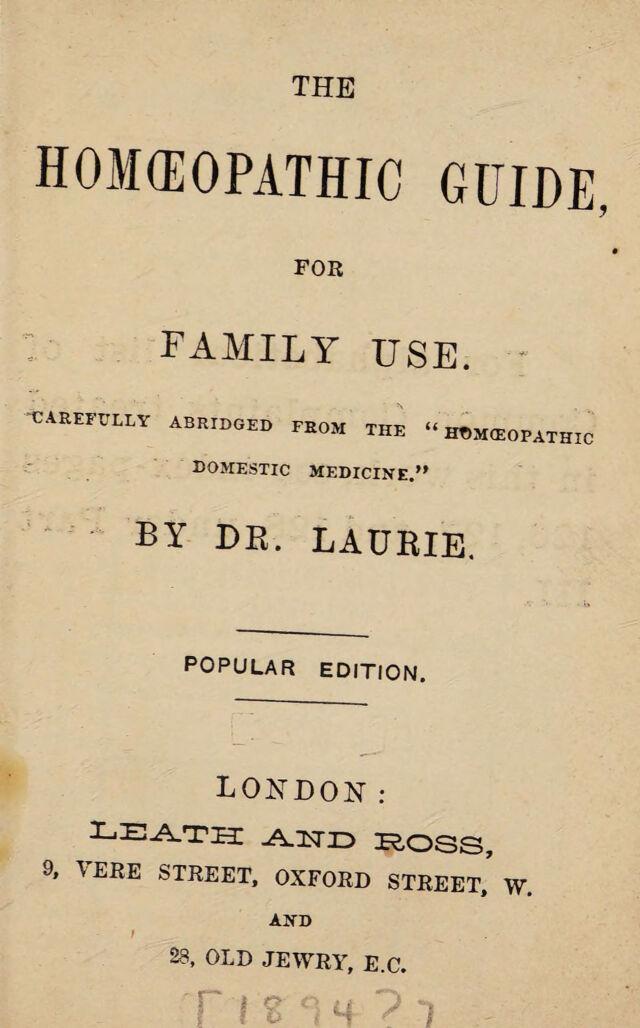 THE
HOMŒOPATHIC GUIDE,
FOR
FAMILY USE.
CAREFULLY ABRIDGED FROM THE “HOMŒOPATHIC
DOMESTIC MEDICINE.”
BY DR. LAURIE.
POPULAR EDITION.
LONDON:
LEATH AND ROSS,
9, VERE STREET, OXFORD STREET, W.
AND
28, OLD JEWRY, E.C.
[1894?]